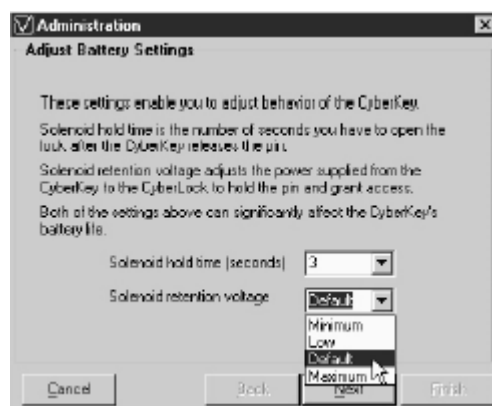 Administration
Adjust Battery Settings
These settings enable you to adjust behavior of the CyberKey.
Solenoid hold time is the number of seconds you have to open the
lock after the CyberKey releases the pin.
Solenoid retention voltage adjusts the power supplied from the
CyberKey to the CyberLock to hold the pin and grant access.
Both of the settings above can significantly affect the CyberKey's
battery life.
Solenoid hold time (seconds) 3
Solenoid retention voltage Default
Minimum
Low
Default
Maximum
Cancel Back Next Finish